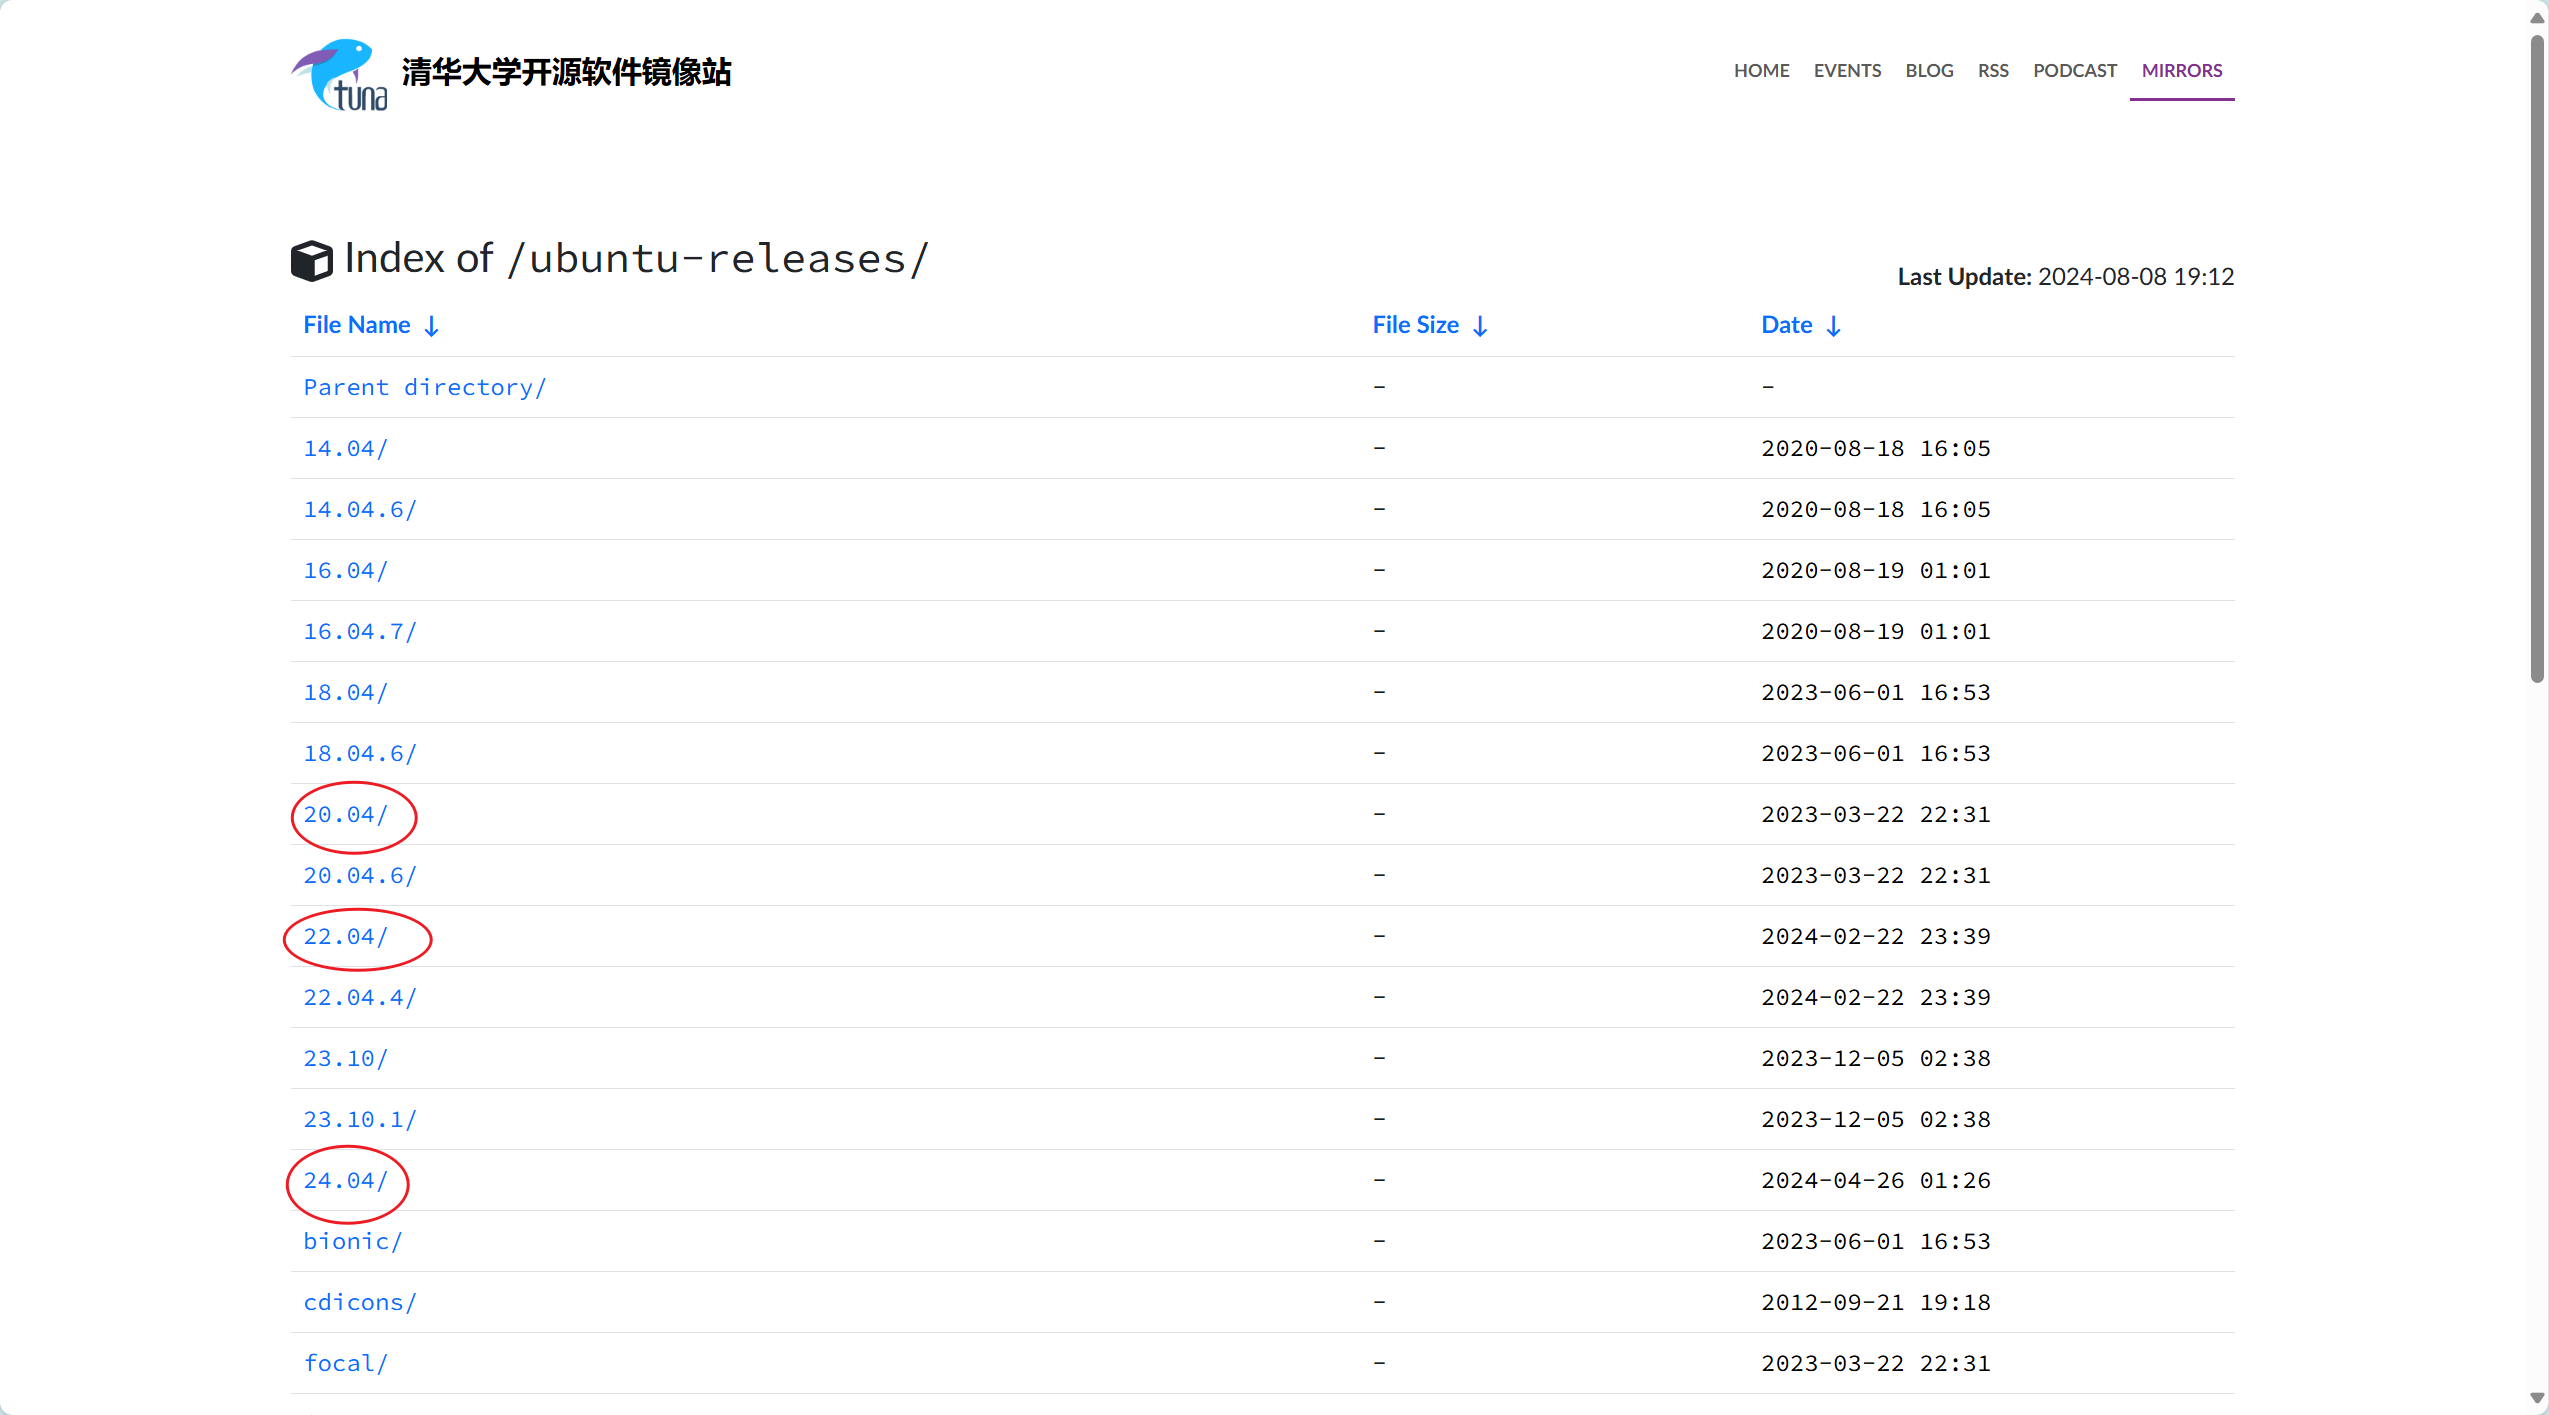 tuna 清华大学开源软件镜像站 HOME EVENTS BLOG RSS PODCAST MIRRORS
Index of /ubuntu-releases/
Last Update: 2024-08-08 19:12
File Name ↓ File Size ↓ Date ↓
Parent directory/ - -
14.04/ - 2020-08-18 16:05
14.04.6/ - 2020-08-18 16:05
16.04/ - 2020-08-19 01:01
16.04.7/ - 2020-08-19 01:01
18.04/ - 2023-06-01 16:53
18.04.6/ - 2023-06-01 16:53
20.04/ - 2023-03-22 22:31
20.04.6/ - 2023-03-22 22:31
22.04/ - 2024-02-22 23:39
22.04.4/ - 2024-02-22 23:39
23.10/ - 2023-12-05 02:38
23.10.1/ - 2023-12-05 02:38
24.04/ - 2024-04-26 01:26
bionic/ - 2023-06-01 16:53
cdicons/ - 2012-09-21 19:18
focal/ - 2023-03-22 22:31